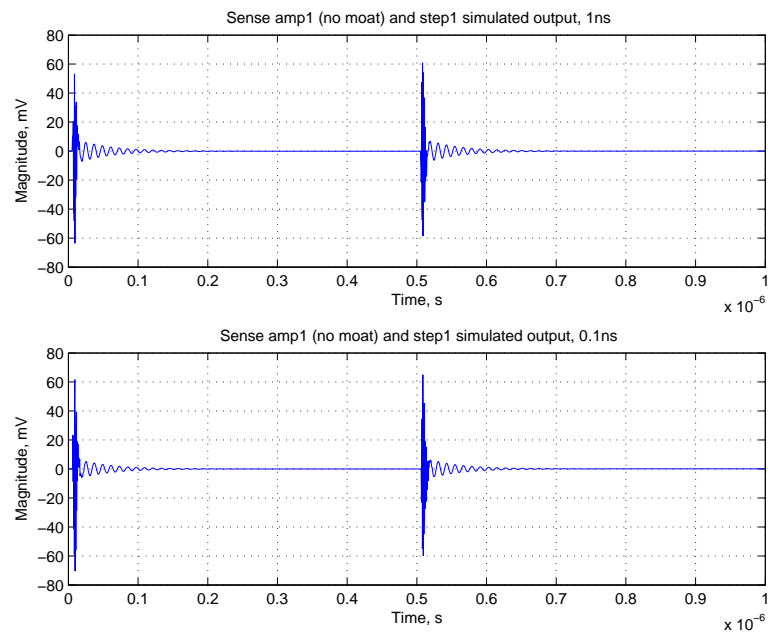 Sense amp1 (no moat) and step1 simulated output, 1ns
80
60
40
20
0
−20
−40
−60
−80
Magnitude, mV
0 0.1 0.2 0.3 0.4 0.5 0.6 0.7 0.8 0.9 1
Time, s
x 10−6
Sense amp1 (no moat) and step1 simulated output, 0.1ns
80
60
40
20
0
−20
−40
−60
−80
Magnitude, mV
0 0.1 0.2 0.3 0.4 0.5 0.6 0.7 0.8 0.9 1
Time, s
x 10−6